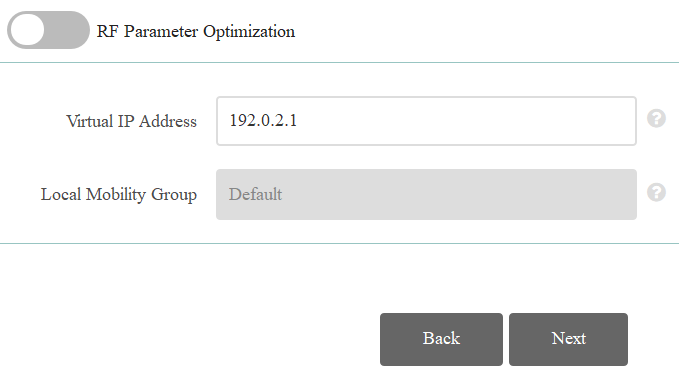 RF Parameter Optimization
Virtual IP Address 192.0.2.1 ?
Local Mobility Group Default ?
Back Next